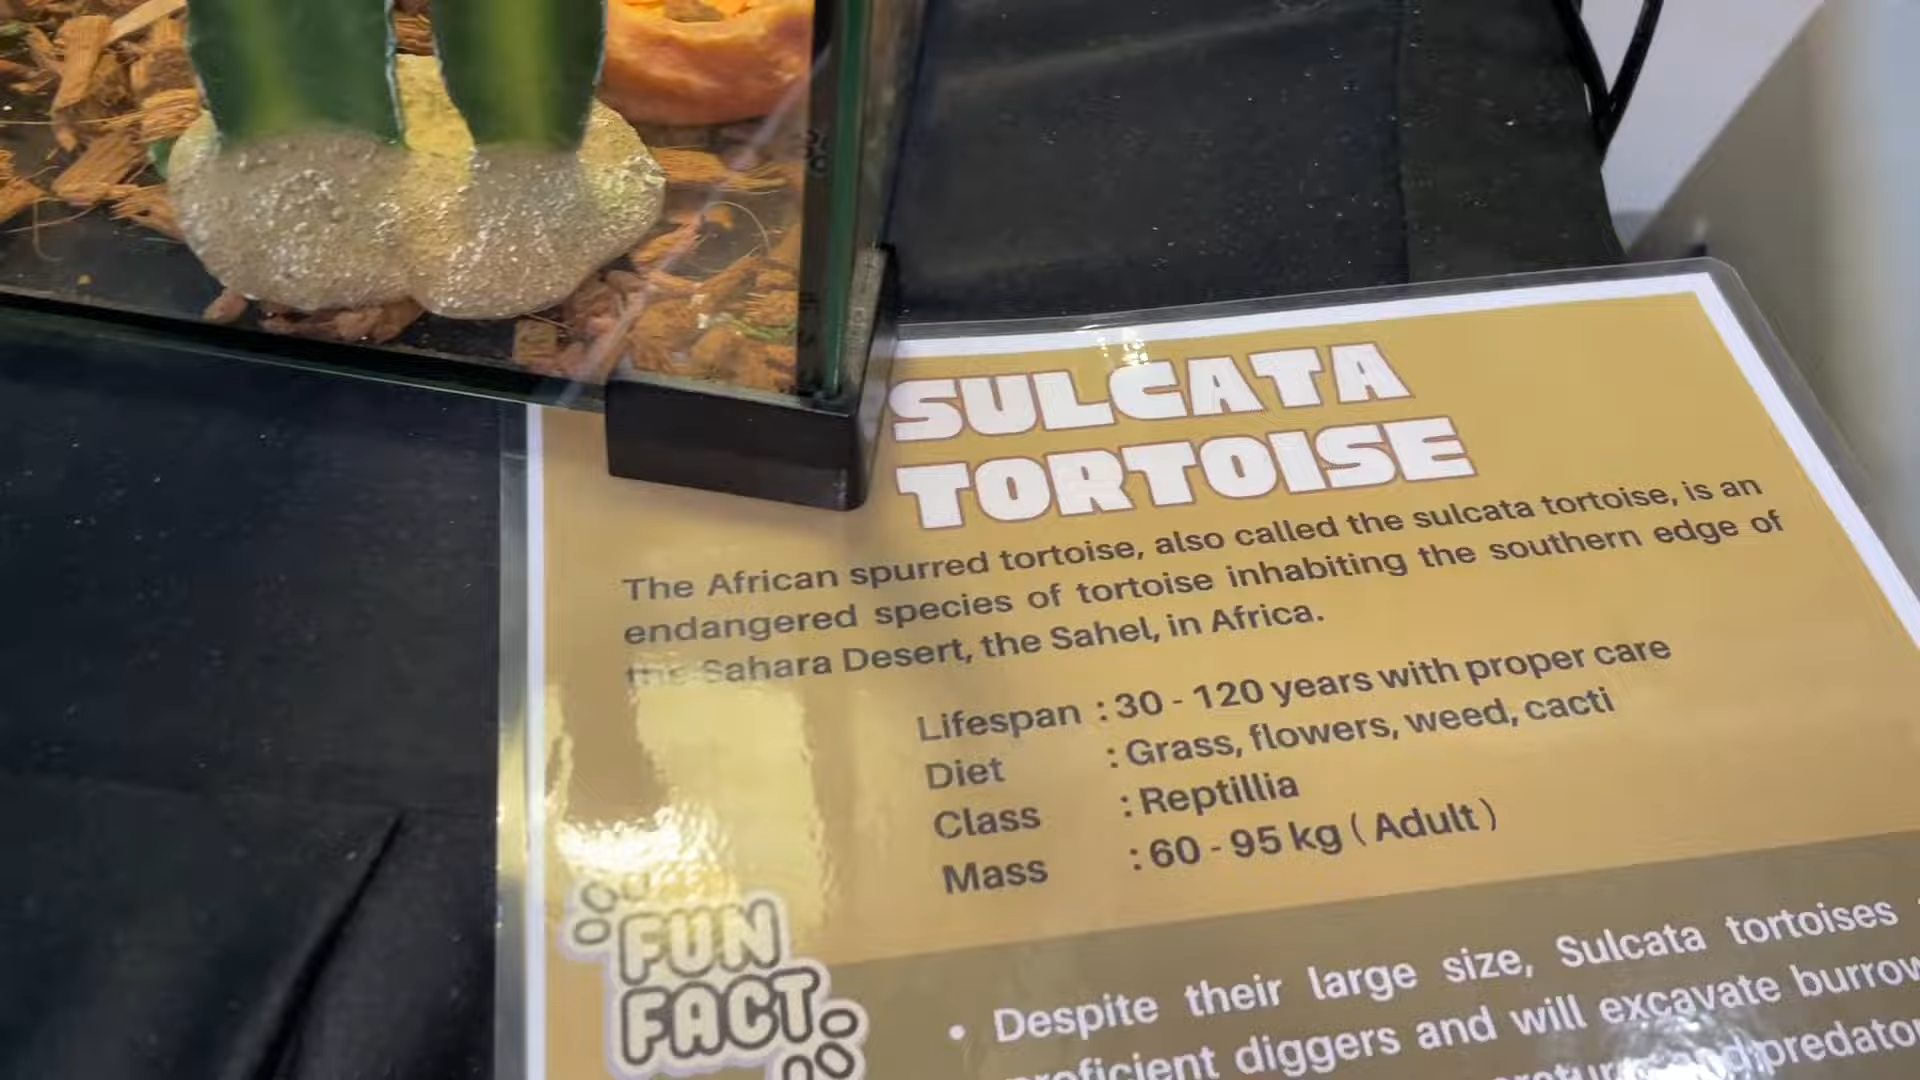 SULCATA
TORTOISE
The African spurred tortoise, also called the sulcata tortoise, is an
endangered species of tortoise inhabiting the southern edge of
the Sahara Desert, the Sahel, in Africa.
Lifespan : 30 - 120 years with proper care
Diet : Grass, flowers, weed, cacti
Class : Reptillia
Mass : 60 - 95 kg ( Adult )
FUN
FACT
• Despite their large size, Sulcata tortoises
diggers and will excavate